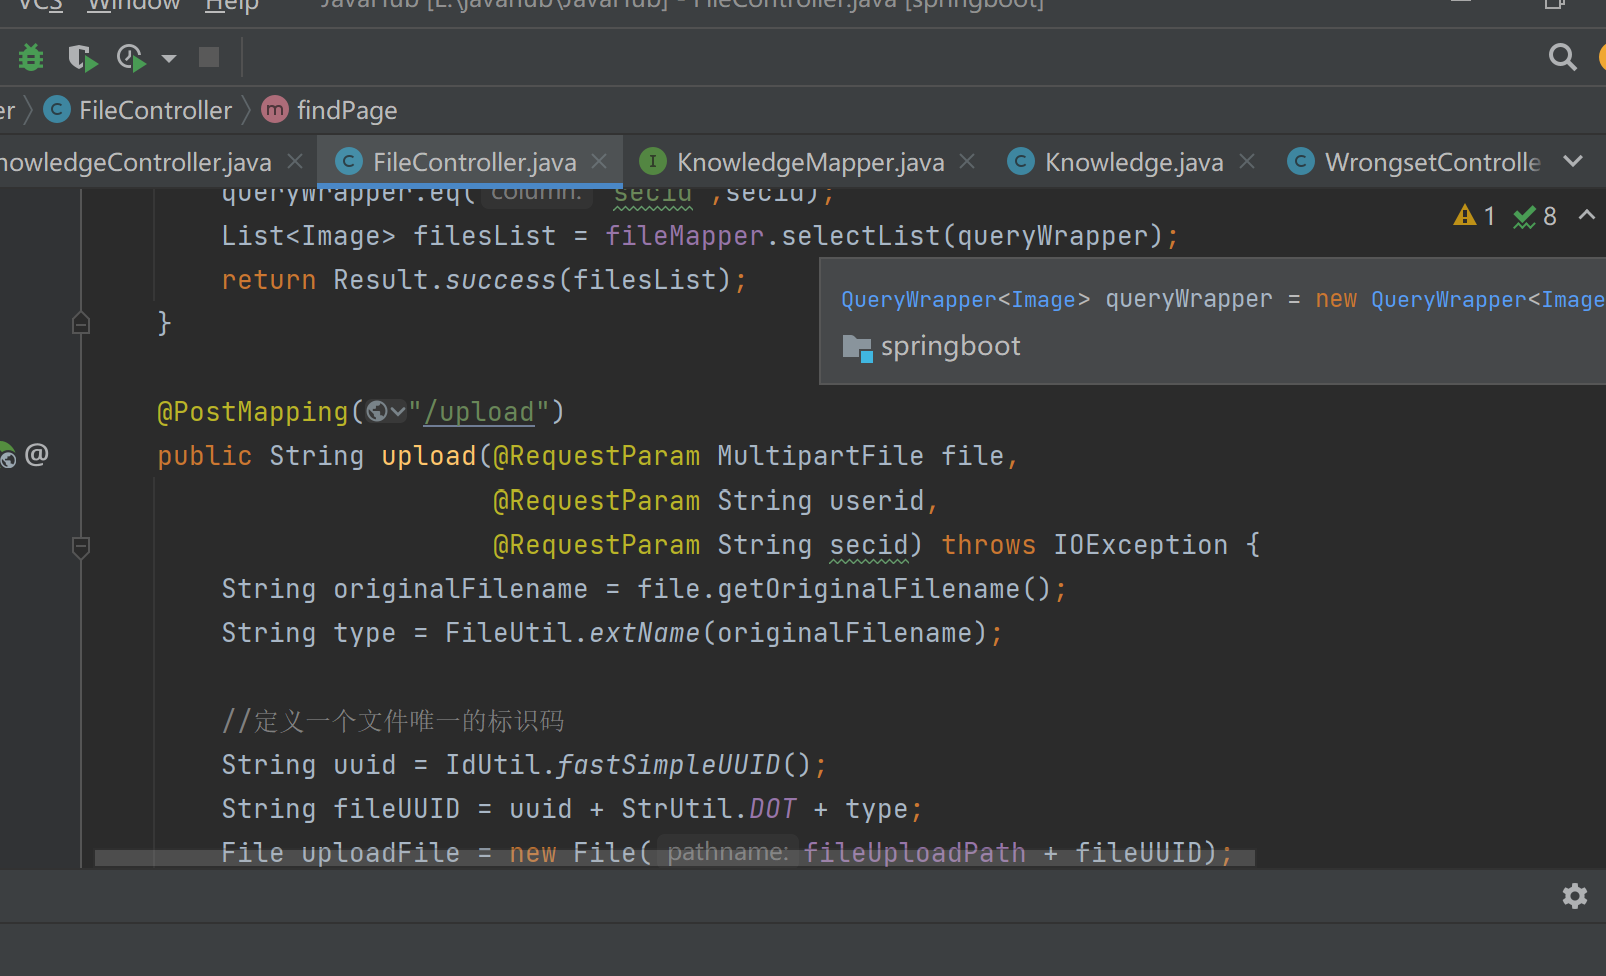 VCS Window Help JavaHub [E:\javahub\JavaHub] - FileController.java [springboot]
er FileController findPage
nowledgeController.java FileController.java KnowledgeMapper.java Knowledge.java WrongsetControlle
queryWrapper.eq( column: "secid",secid);
1 8
List<Image> filesList = fileMapper.selectList(queryWrapper);
return Result.success(filesList);
QueryWrapper<Image> queryWrapper = new QueryWrapper<Image
}
springboot
@PostMapping("/upload")
@
public String upload(@RequestParam MultipartFile file,
@RequestParam String userid,
@RequestParam String secid) throws IOException {
String originalFilename = file.getOriginalFilename();
String type = FileUtil.extName(originalFilename);
//定义一个文件唯一的标识码
String uuid = IdUtil.fastSimpleUUID();
String fileUUID = uuid + StrUtil.DOT + type;
File uploadFile = new File( pathname: fileUploadPath + fileUUID);